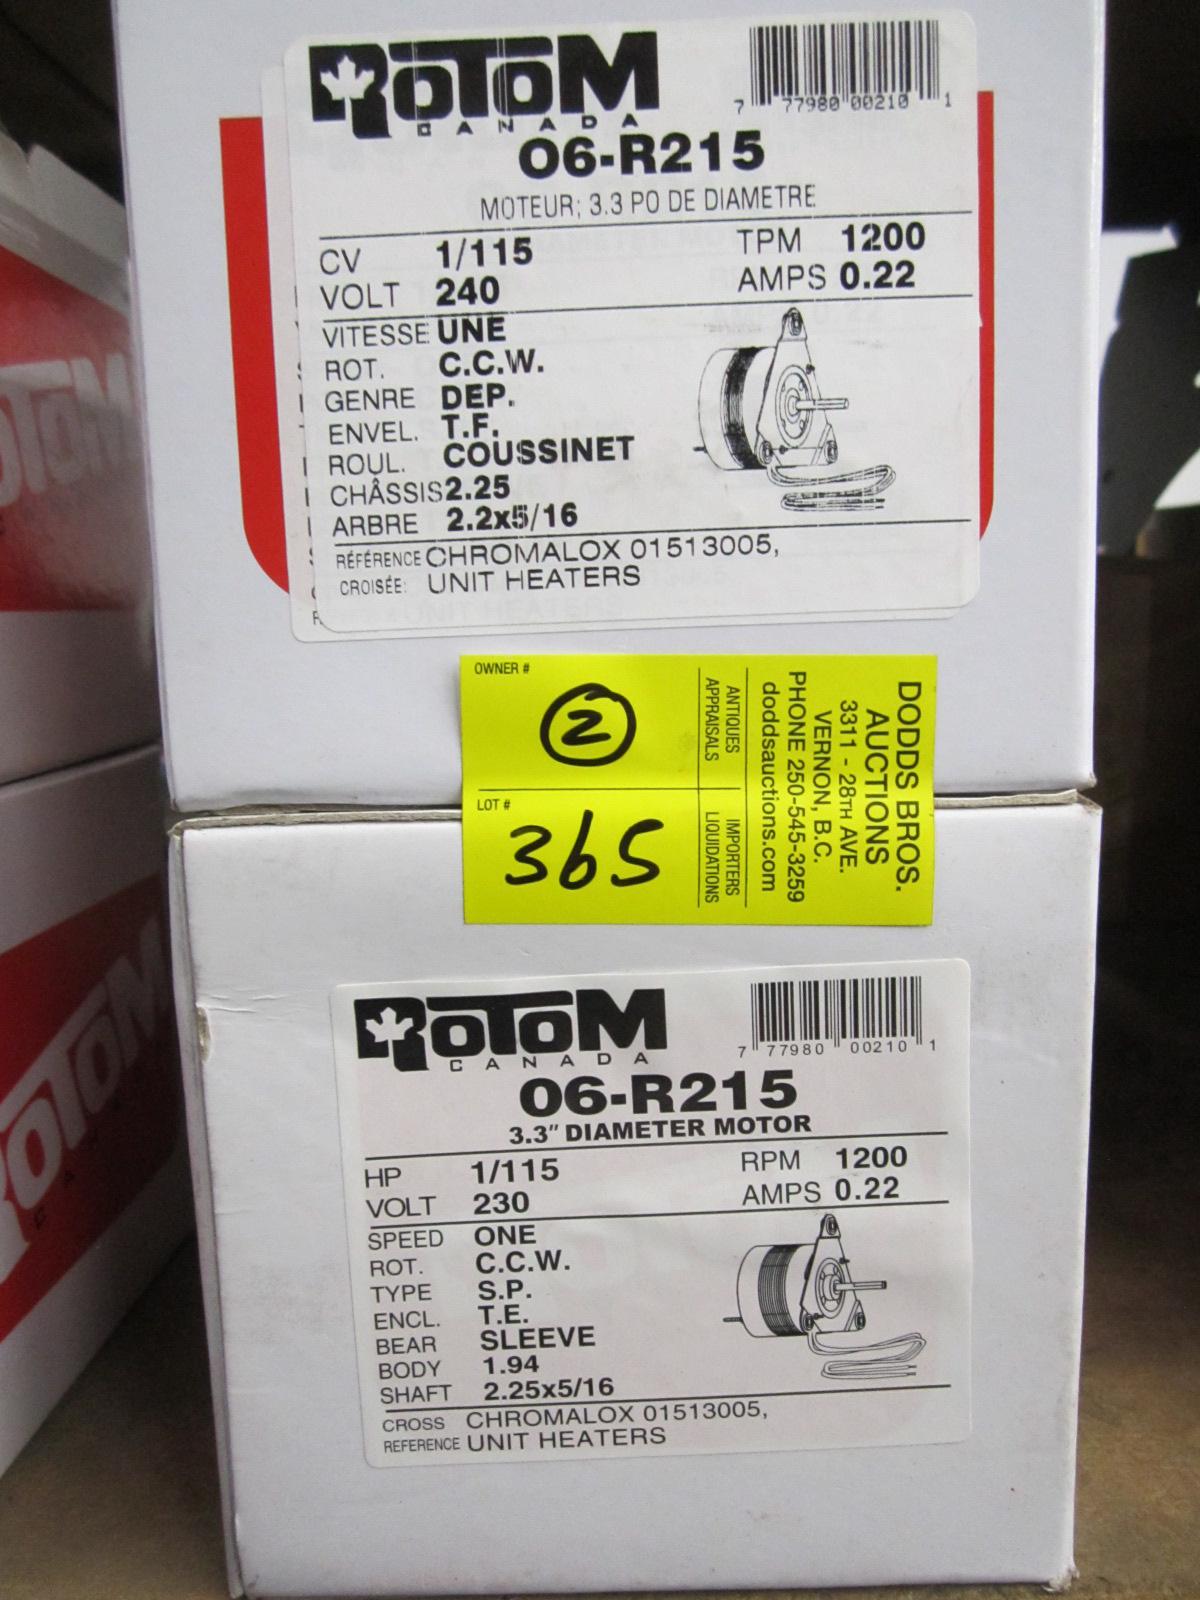 ROTOM
CANADA
7 77980 00210 1
06-R215
MOTEUR; 3.3 PO DE DIAMETRE
CV 1/115 TPM 1200
VOLT 240 AMPS 0.22
VITESSE UNE
ROT. C.C.W.
GENRE DEP.
ENVEL. T.F.
ROUL. COUSSINET
CHÂSSIS 2.25
ARBRE 2.2x5/16
RÉFÉRENCE CHROMALOX 01513005,
CROISÉE: UNIT HEATERS
OWNER #
2
LOT #
365
ANTIQUES
APPRAISALS
IMPORTERS
LIQUIDATIONS
DODDS BROS.
AUCTIONS
3311 - 28TH AVE.
VERNON, B.C.
PHONE 250-545-3259
doddsauctions.com
ROTOM
CANADA
7 77980 00210 1
06-R215
3.3" DIAMETER MOTOR
HP 1/115 RPM 1200
VOLT 230 AMPS 0.22
SPEED ONE
ROT. C.C.W.
TYPE S.P.
ENCL. T.E.
BEAR SLEEVE
BODY 1.94
SHAFT 2.25x5/16
CROSS CHROMALOX 01513005,
REFERENCE UNIT HEATERS
ROTOM
ROTOM